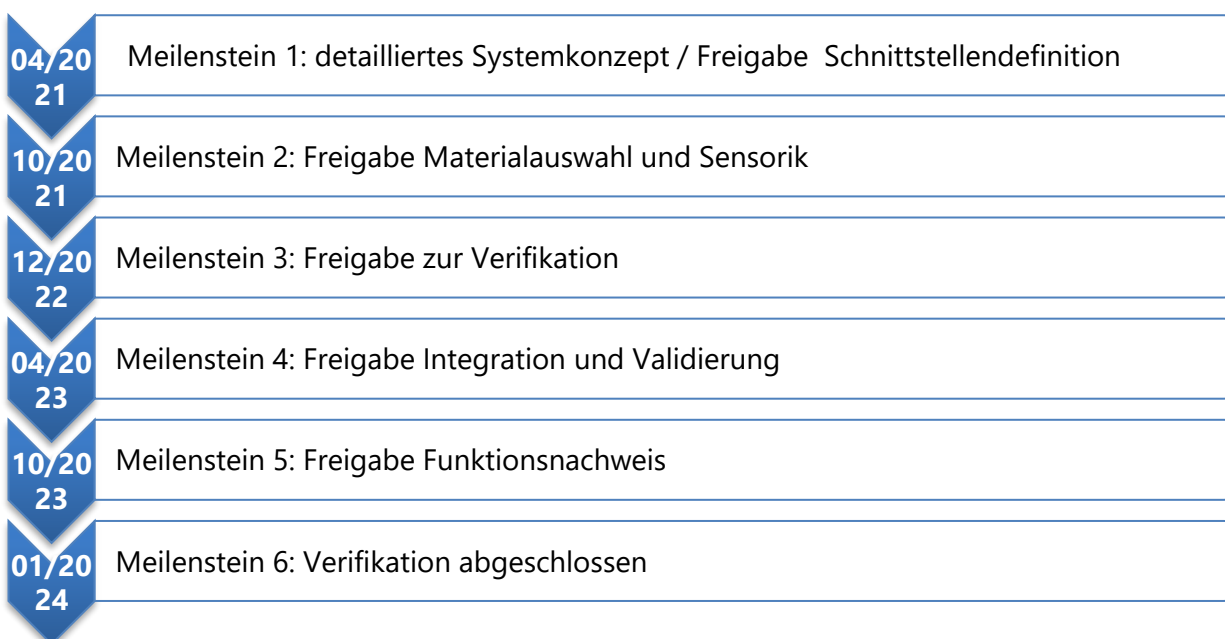 04/20
21
Meilenstein 1: detailliertes Systemkonzept / Freigabe  Schnittstellendefinition
10/20
21
Meilenstein 2: Freigabe Materialauswahl und Sensorik
12/20
22
Meilenstein 3: Freigabe zur Verifikation
04/20
23
Meilenstein 4: Freigabe Integration und Validierung
10/20
23
Meilenstein 5: Freigabe Funktionsnachweis
01/20
24
Meilenstein 6: Verifikation abgeschlossen